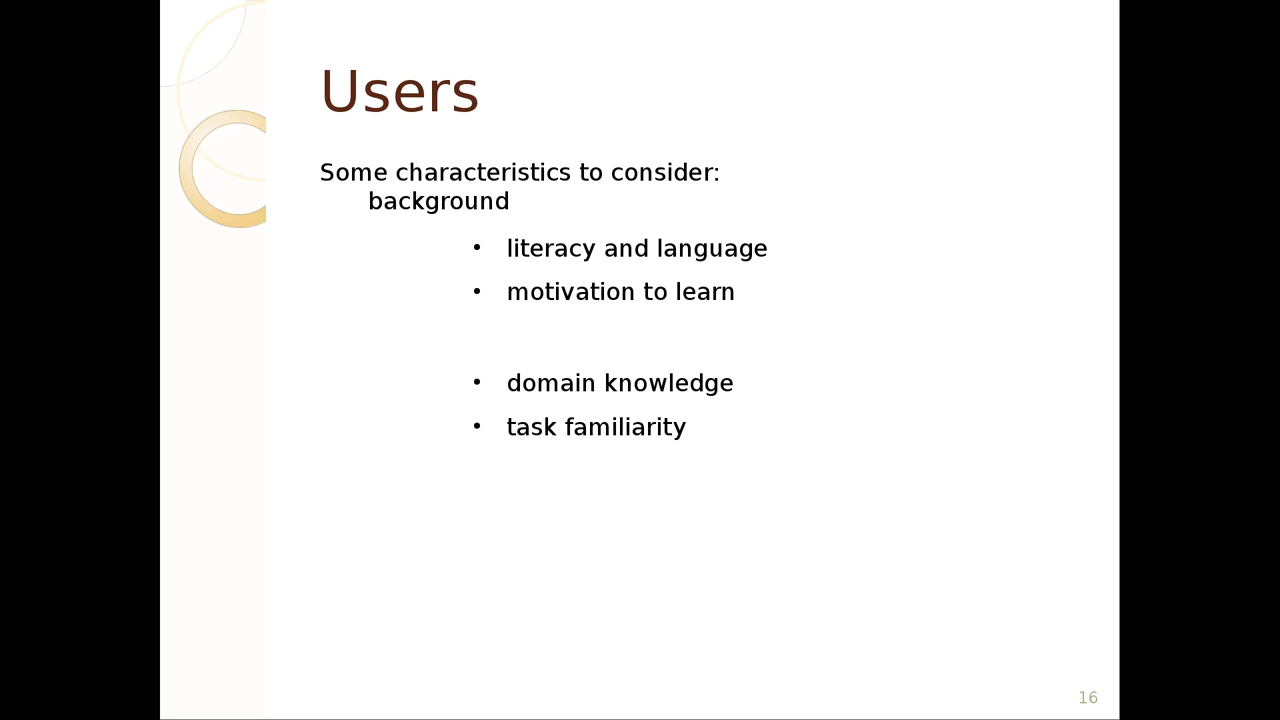 Users
Some characteristics to consider:
background
• literacy and language
• motivation to learn
• domain knowledge
• task familiarity
16